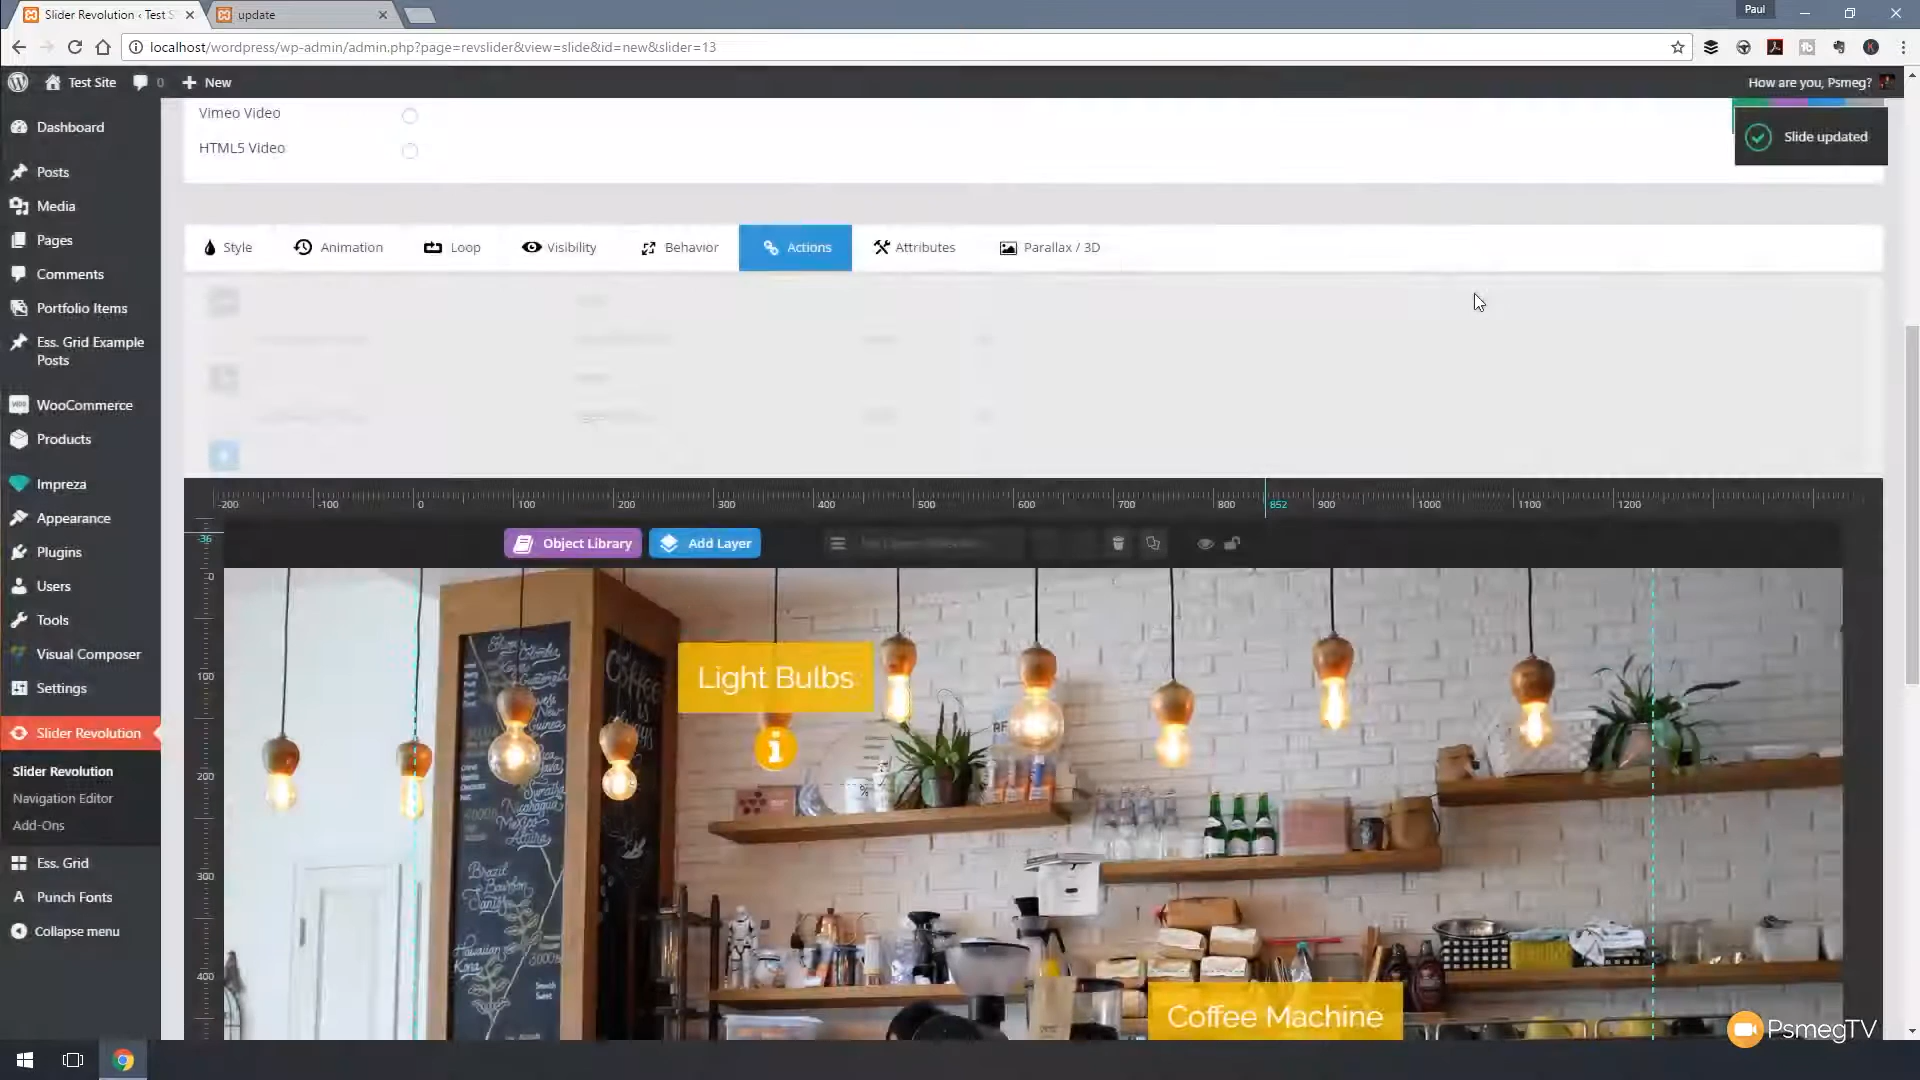 Slider Revolution ‹ Test S
update
Paul
localhost/wordpress/wp-admin/admin.php?page=revslider&view=slide&id=new&slider=13
Test Site
0
New
How are you, Psmeg?
Dashboard
Posts
Media
Pages
Comments
Portfolio Items
Ess. Grid Example
Posts
WooCommerce
Products
Impreza
Appearance
Plugins
Users
Tools
Visual Composer
Settings
Slider Revolution
Slider Revolution
Navigation Editor
Add-Ons
Ess. Grid
Punch Fonts
Collapse menu
Vimeo Video
HTML5 Video
Slide updated
Style
Animation
Loop
Visibility
Behavior
Actions
Attributes
Parallax / 3D
-200 -100 0 100 200 300 400 500 600 700 800 852 900 1000 1100 1200
-36
0
100
200
300
400
Object Library
Add Layer
Light Bulbs
Coffee Machine
PsmegTV